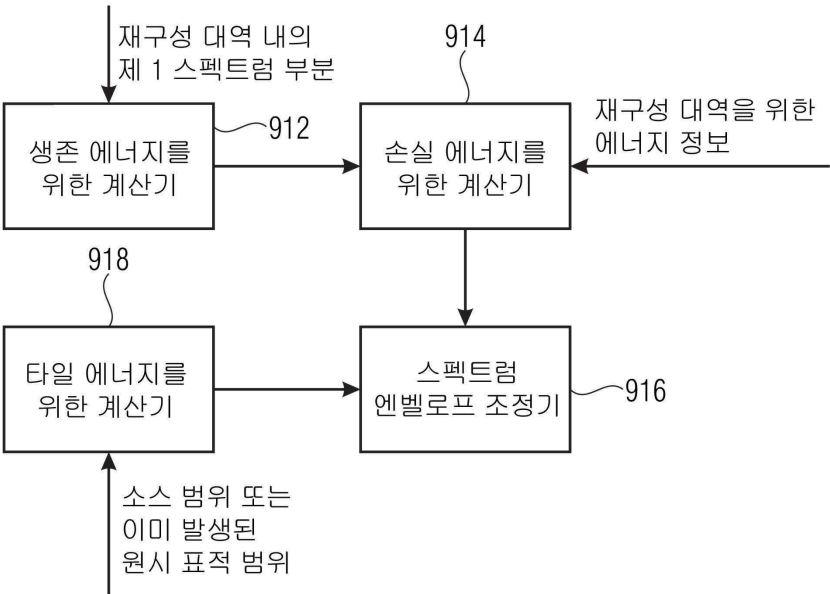 재구성 대역 내의
제 1 스펙트럼 부분
914
912
생존 에너지를
위한 계산기
손실 에너지를
위한 계산기
재구성 대역을 위한
에너지 정보
918
타일 에너지를
위한 계산기
스펙트럼
엔벨로프 조정기
916
소스 범위 또는
이미 발생된
원시 표적 범위